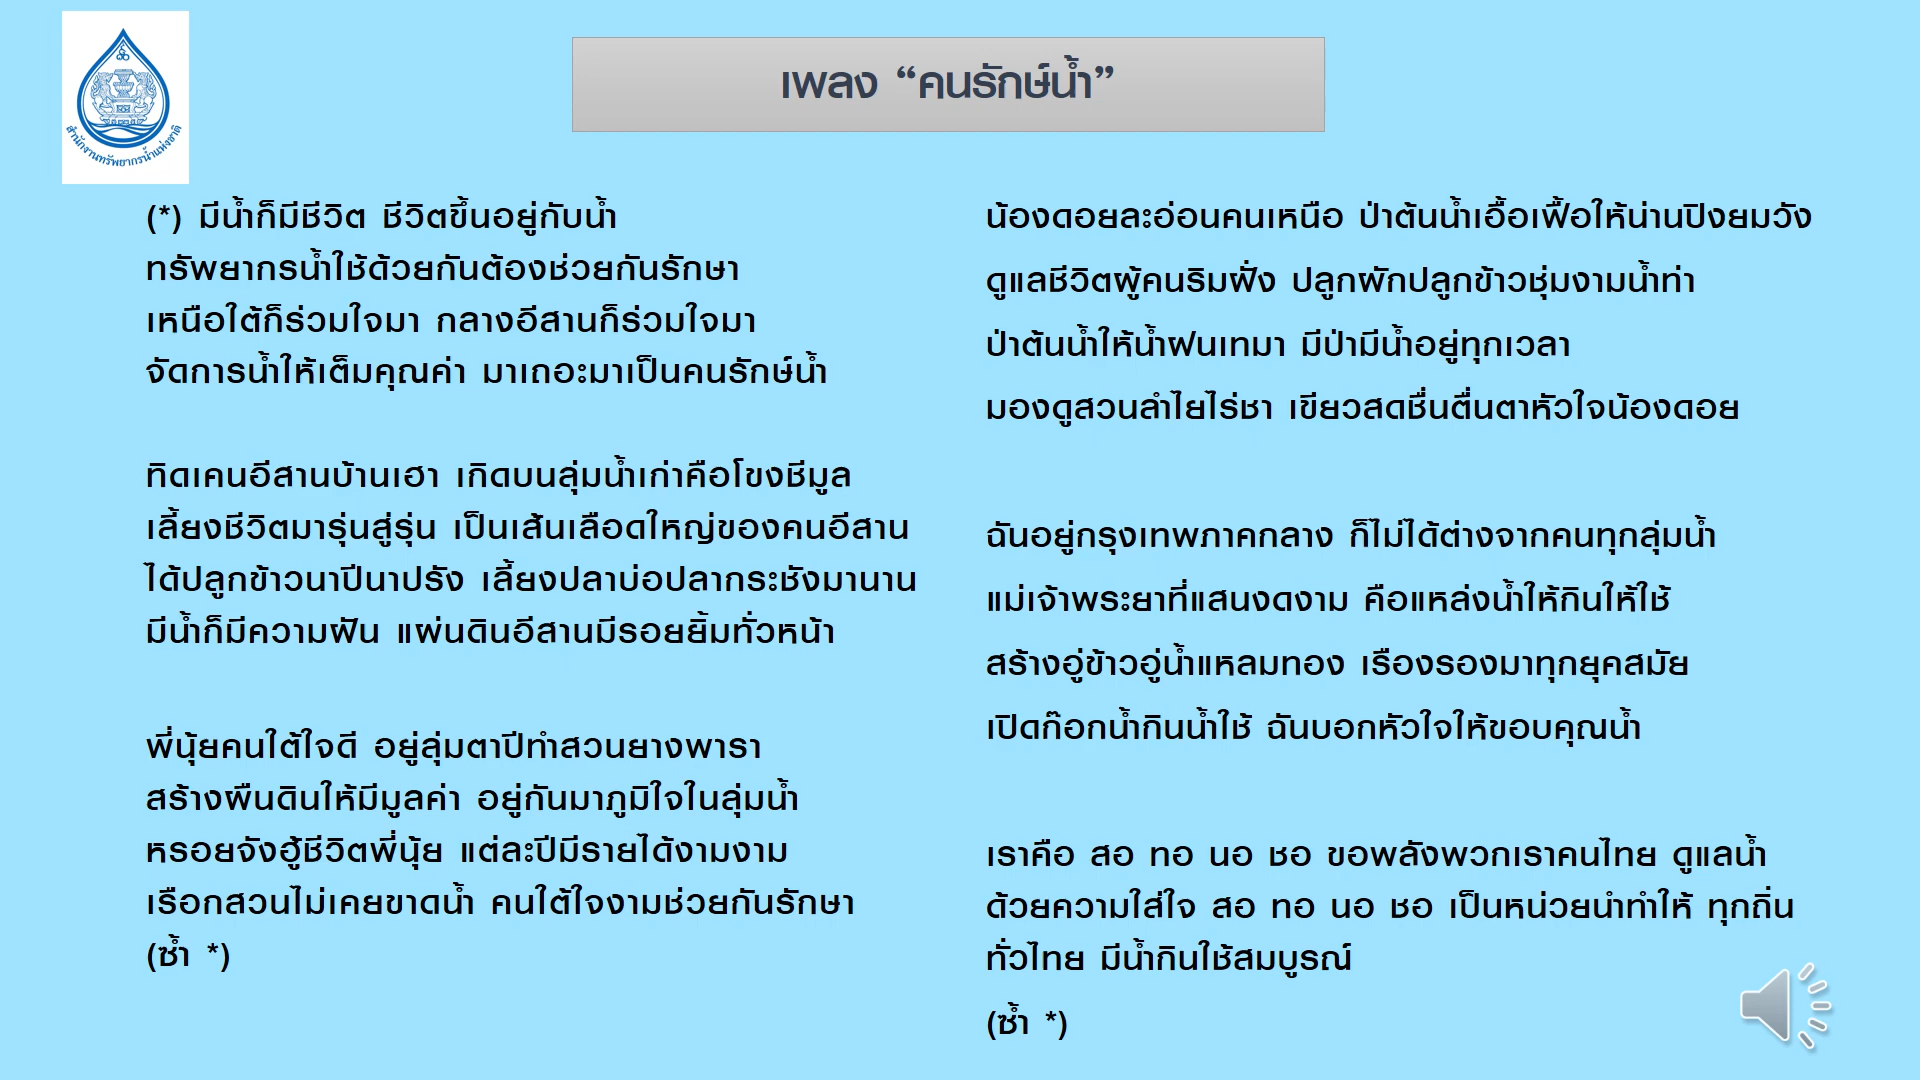 สำนักงานทรัพยากรน้ำแห่งชาติ
เพลง “คนรักษ์น้ำ”
(*) มีน้ำก็มีชีวิต ชีวิตขึ้นอยู่กับน้ำ
ทรัพยากรน้ำใช้ด้วยกันต้องช่วยกันรักษา
เหนือใต้ก็ร่วมใจมา กลางอีสานก็ร่วมใจมา
จัดการน้ำให้เต็มคุณค่า มาเถอะมาเป็นคนรักษ์น้ำ
ทิดเคนอีสานบ้านเฮา เกิดบนลุ่มน้ำเก่าคือโขงชีมูล
เลี้ยงชีวิตมารุ่นสู่รุ่น เป็นเส้นเลือดใหญ่ของคนอีสาน
ได้ปลูกข้าวนาปีนาปรัง เลี้ยงปลาบ่อปลากระชังมานาน
มีน้ำก็มีความฝัน แผ่นดินอีสานมีรอยยิ้มทั่วหน้า
พี่นุ้ยคนใต้ใจดี อยู่ลุ่มตาปีทำสวนยางพารา
สร้างผืนดินให้มีมูลค่า อยู่กันมาภูมิใจในลุ่มน้ำ
หรอยจังฮู้ชีวิตพี่นุ้ย แต่ละปีมีรายได้งามงาม
เรือกสวนไม่เคยขาดน้ำ คนใต้ใจงามช่วยกันรักษา
(ซ้ำ *)
น้องดอยละอ่อนคนเหนือ ป่าต้นน้ำเอื้อเฟื้อให้น่านปิงยมวัง
ดูแลชีวิตผู้คนริมฝั่ง ปลูกผักปลูกข้าวชุ่มงามน้ำท่า
ป่าต้นน้ำให้น้ำฝนเทมา มีป่ามีน้ำอยู่ทุกเวลา
มองดูสวนลำไยไร่ชา เขียวสดชื่นตื่นตาหัวใจน้องดอย
ฉันอยู่กรุงเทพภาคกลาง ก็ไม่ได้ต่างจากคนทุกลุ่มน้ำ
แม่เจ้าพระยาที่แสนงดงาม คือแหล่งน้ำให้กินให้ใช้
สร้างอู่ข้าวอู่น้ำแหลมทอง เรืองรองมาทุกยุคสมัย
เปิดก๊อกน้ำกินน้ำใช้ ฉันบอกหัวใจให้ขอบคุณน้ำ
เราคือ สอ ทอ นอ ชอ ขอพลังพวกเราคนไทย ดูแลน้ำ
ด้วยความใส่ใจ สอ ทอ นอ ชอ เป็นหน่วยนำทำให้ ทุกถิ่น
ทั่วไทย มีน้ำกินใช้สมบูรณ์
(ซ้ำ *)